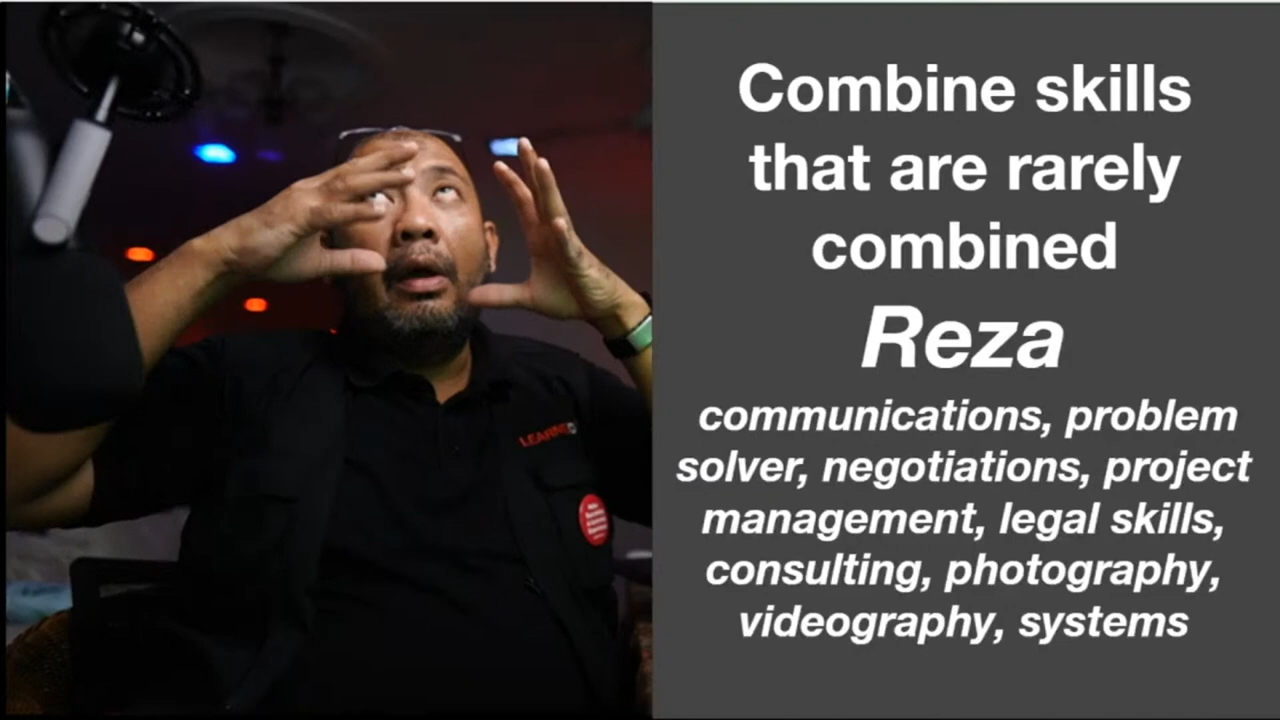 Combine skills
that are rarely
combined
Reza
communications, problem
solver, negotiations, project
management, legal skills,
consulting, photography,
videography, systems